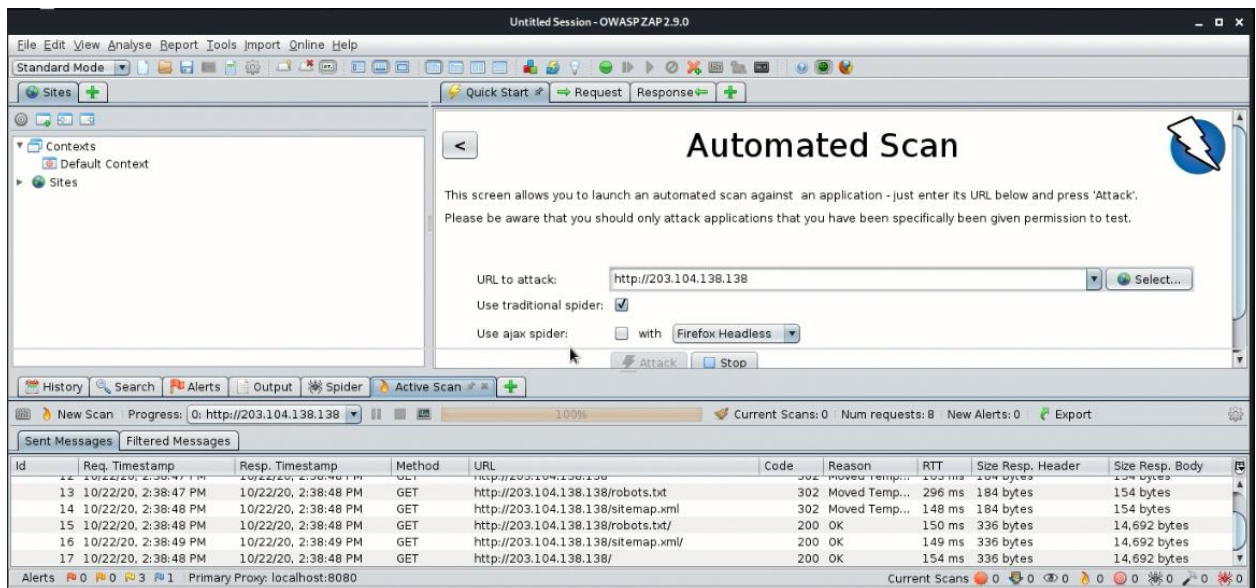 Untitled Session - OWASP ZAP 2.9.0
File Edit View Analyse Report Tools Import Online Help
Standard Mode
Sites
Quick Start Request Response
Contexts
Default Context
Sites
<
Automated Scan
This screen allows you to launch an automated scan against an application - just enter its URL below and press 'Attack'.
Please be aware that you should only attack applications that you have been specifically been given permission to test.
URL to attack: http://203.104.138.138 Select...
Use traditional spider:
Use ajax spider: with Firefox Headless
Attack Stop
History Search Alerts Output Spider Active Scan
New Scan Progress: 0: http://203.104.138.138 100% Current Scans: 0 Num requests: 8 New Alerts: 0 Export
Sent Messages Filtered Messages
Id Req. Timestamp Resp. Timestamp Method URL Code Reason RTT Size Resp. Header Size Resp. Body
13 10/22/20, 2:38:47 PM 10/22/20, 2:38:48 PM GET http://203.104.138.138/robots.txt 302 Moved Temp... 296 ms 184 bytes 154 bytes
14 10/22/20, 2:38:48 PM 10/22/20, 2:38:48 PM GET http://203.104.138.138/sitemap.xml 302 Moved Temp... 148 ms 184 bytes 154 bytes
15 10/22/20, 2:38:48 PM 10/22/20, 2:38:48 PM GET http://203.104.138.138/robots.txt/ 200 OK 150 ms 336 bytes 14,692 bytes
16 10/22/20, 2:38:49 PM 10/22/20, 2:38:49 PM GET http://203.104.138.138/sitemap.xml/ 200 OK 149 ms 336 bytes 14,692 bytes
17 10/22/20, 2:38:48 PM 10/22/20, 2:38:48 PM GET http://203.104.138.138/ 200 OK 154 ms 336 bytes 14,692 bytes
Alerts 0 0 3 1 Primary Proxy: localhost:8080 Current Scans 0 0 0 0 0 0 0 0